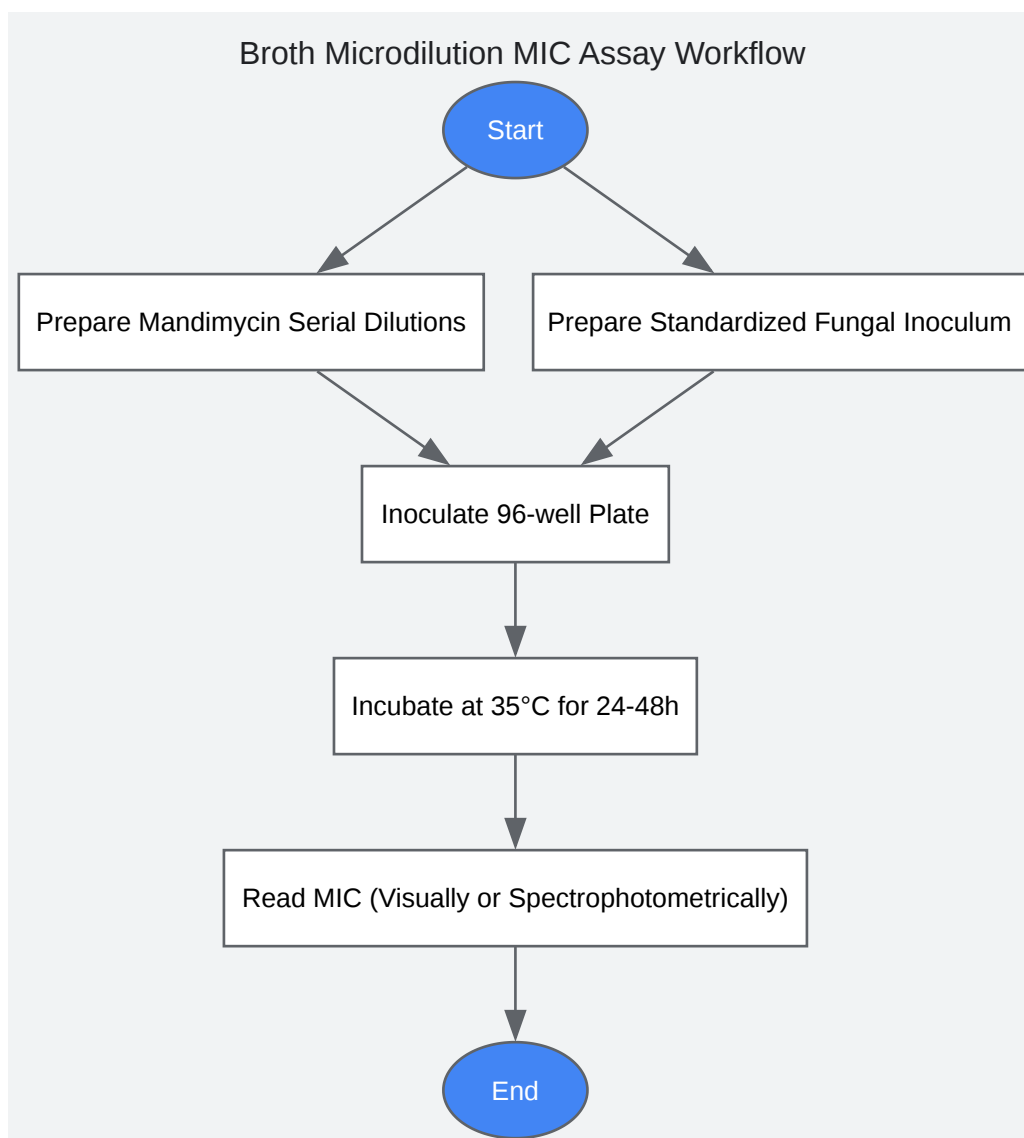 Broth Microdilution MIC Assay Workflow
Start
Prepare Mandimycin Serial Dilutions
Prepare Standardized Fungal Inoculum
Inoculate 96-well Plate
Incubate at 35°C for 24-48h
Read MIC (Visually or Spectrophotometrically)
End